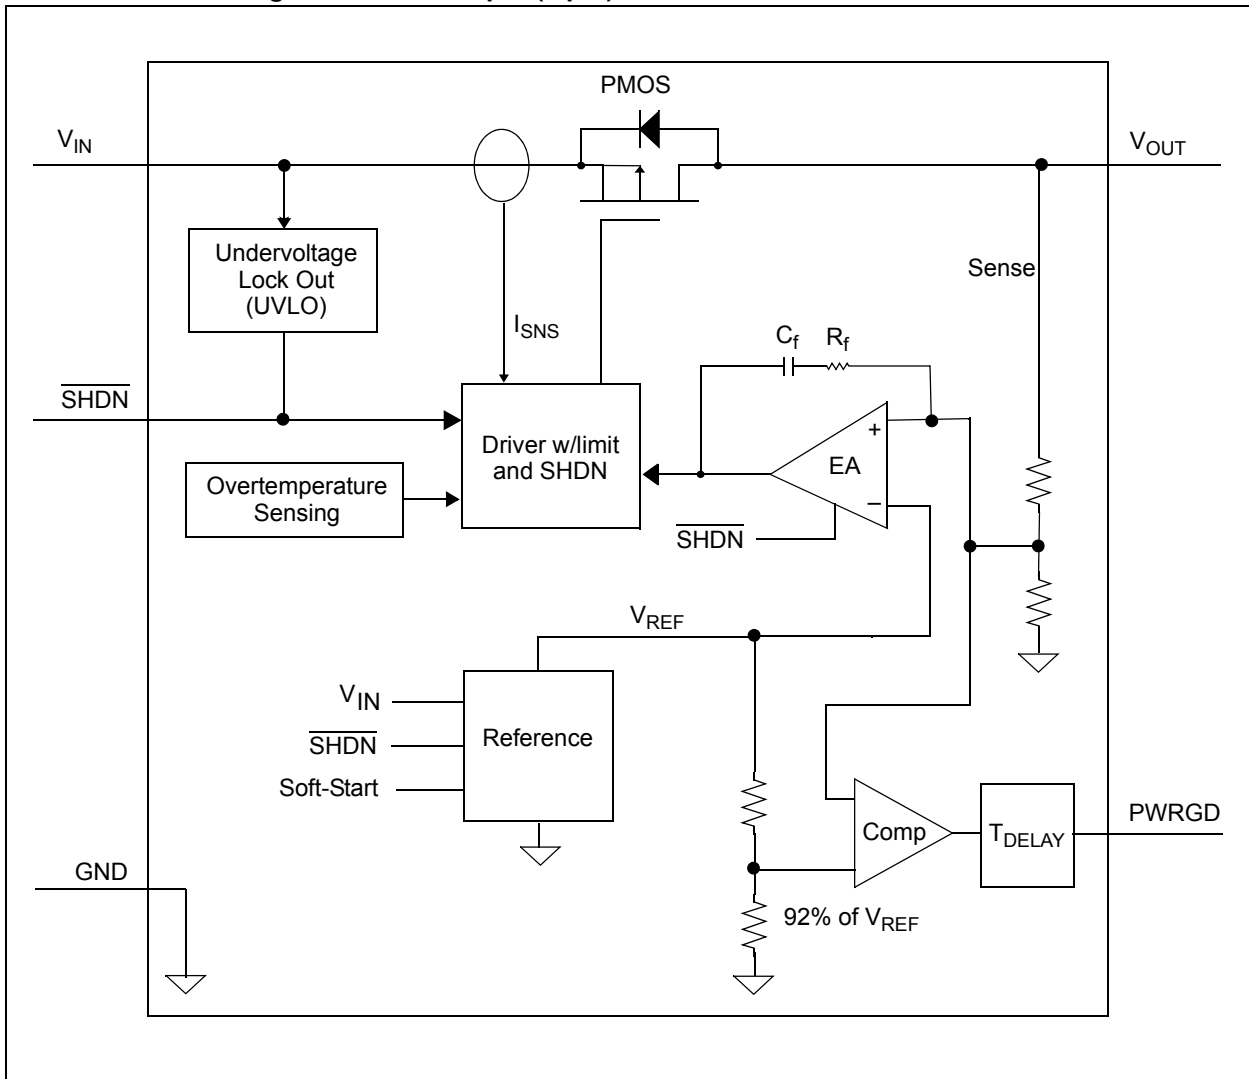 PMOS
V_IN
V_OUT
Undervoltage
Lock Out
(UVLO)
Sense
I_SNS
C_f
R_f
SHDN
Driver w/limit
and SHDN
+
EA
−
Overtemperature
Sensing
SHDN
V_REF
V_IN
SHDN
Soft-Start
Reference
Comp
T_DELAY
PWRGD
GND
92% of V_REF